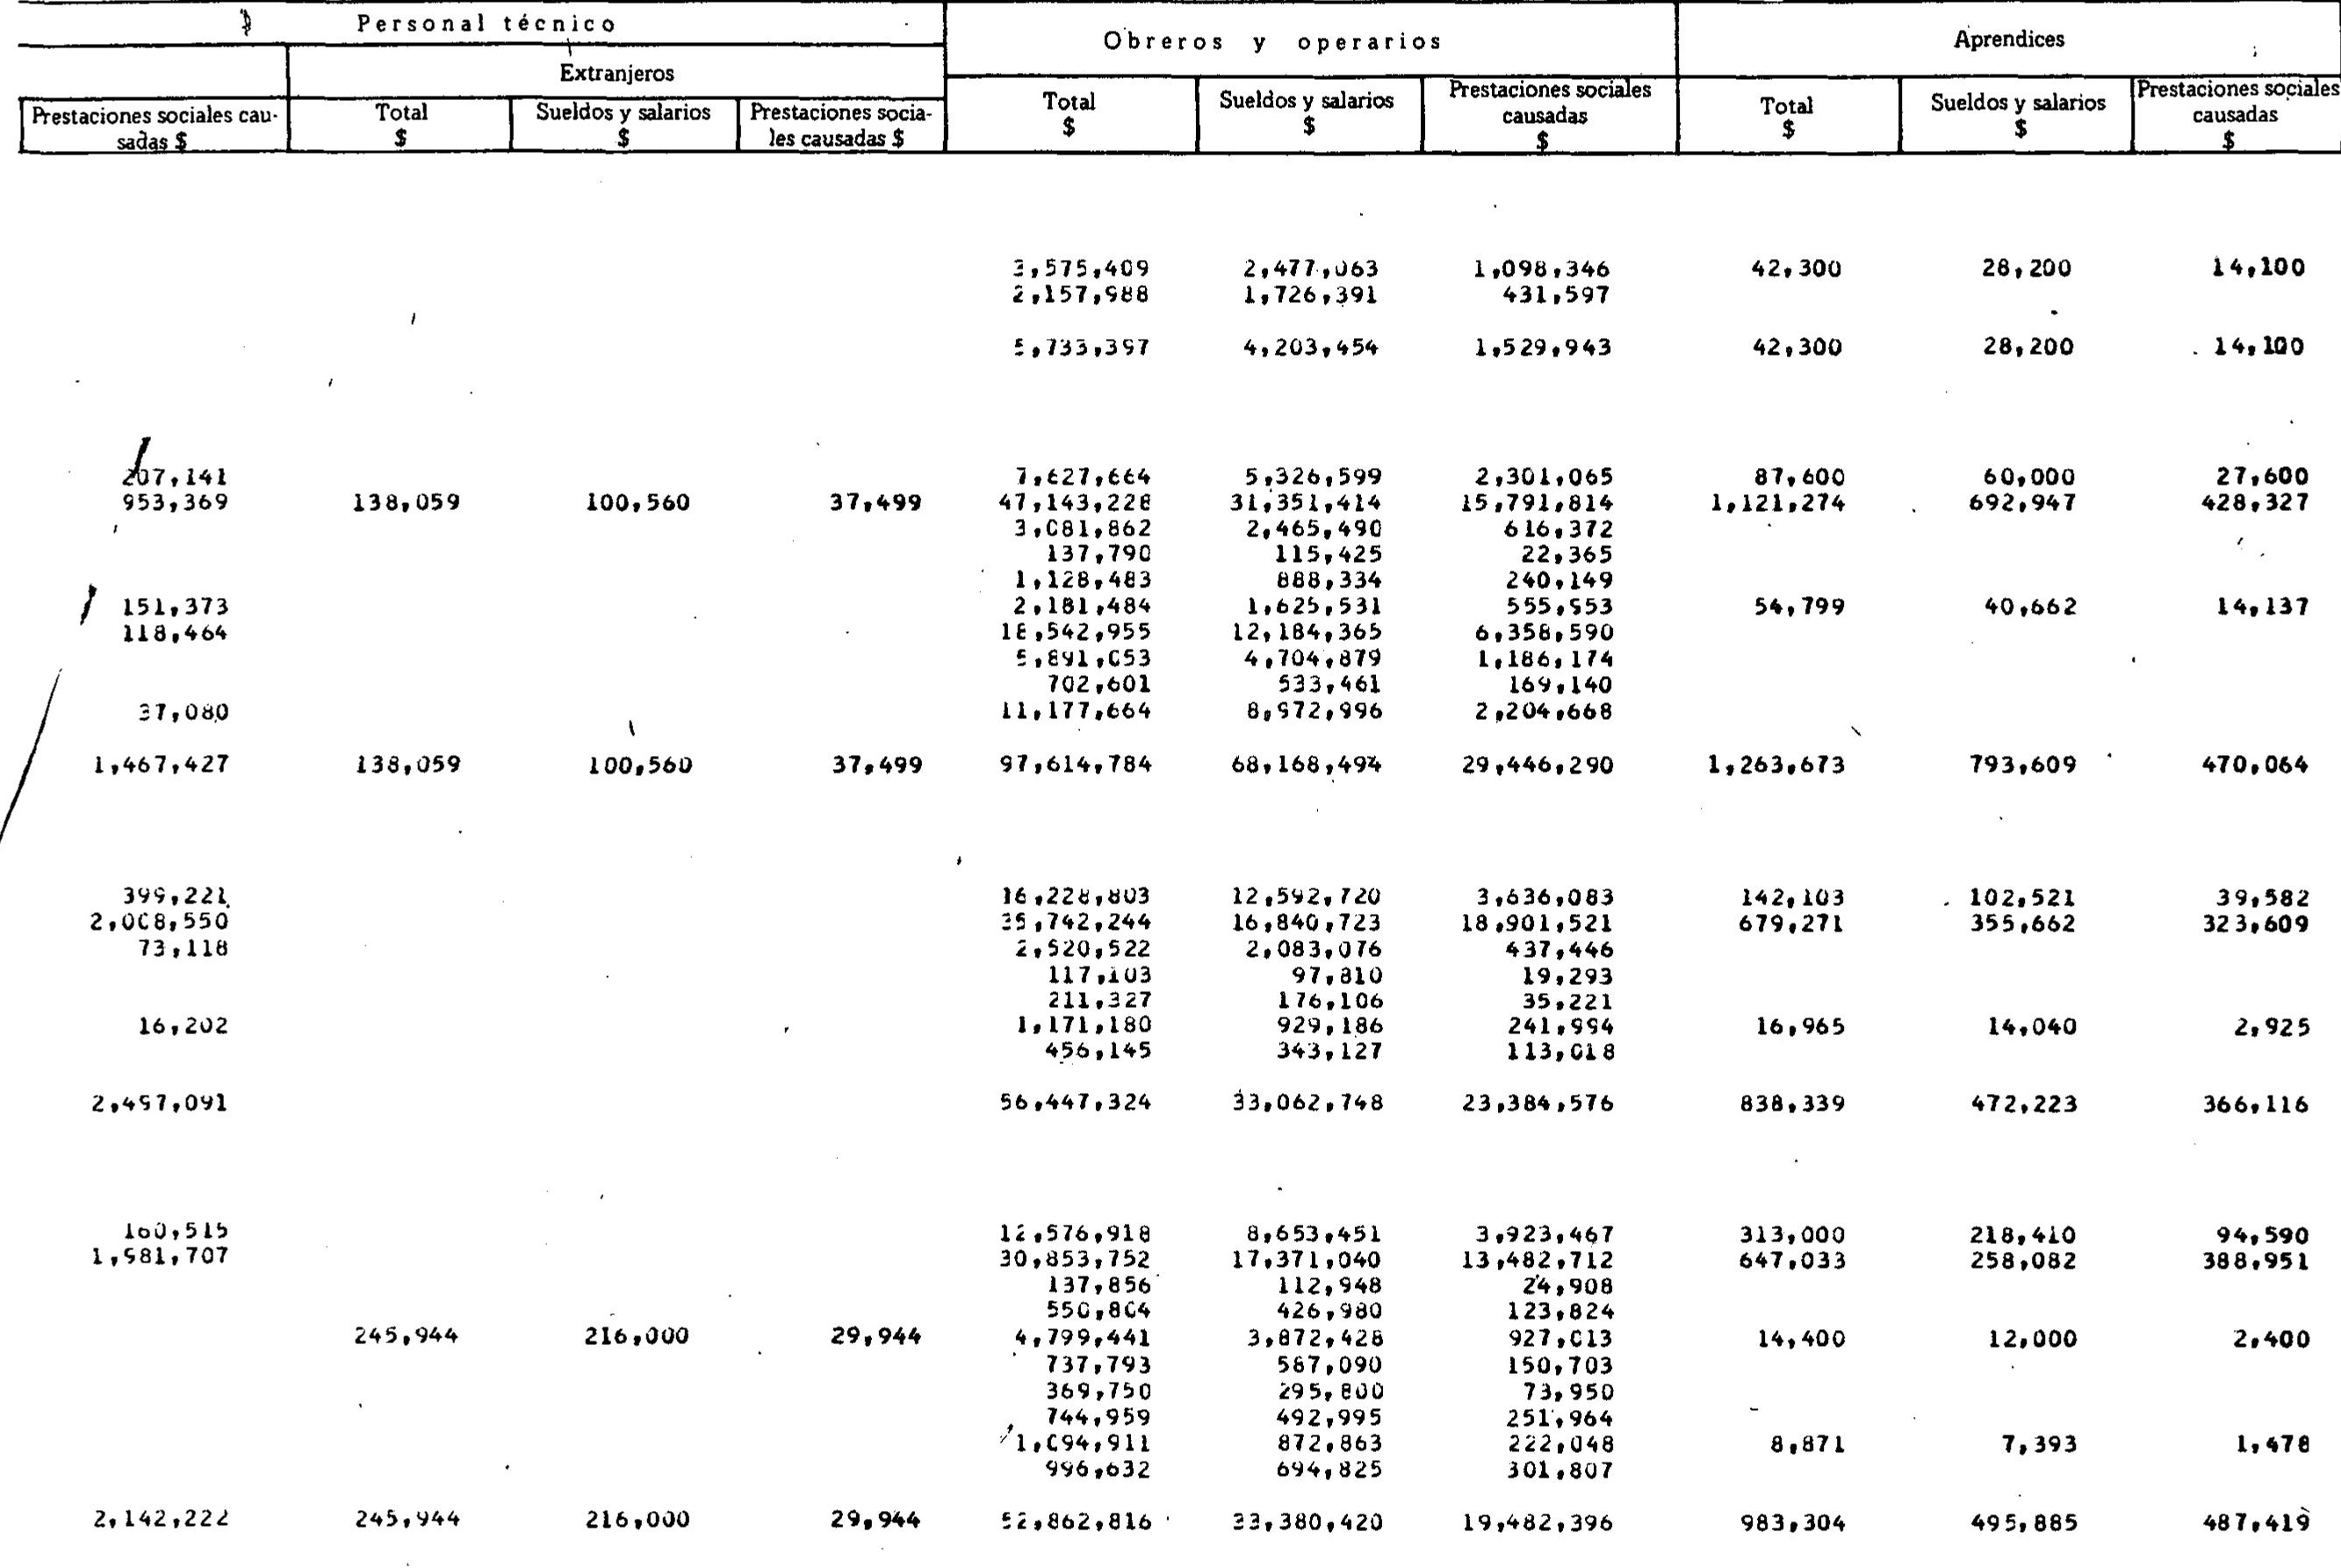 Personal técnico Obreros y operarios Aprendices
Extranjeros
Prestaciones sociales cau- Total Sueldos y salarios Prestaciones socia- Total Sueldos y salarios Prestaciones sociales Total Sueldos y salarios Prestaciones sociales
sadas $ $ $ les causadas $ $ $ causadas $ $ $ causadas $
3,575,409 2,477,063 1,098,346 42,300 28,200 14,100
2,157,988 1,726,391 431,597
5,733,397 4,203,454 1,529,943 42,300 28,200 14,100
207,141 7,627,664 5,326,599 2,301,065 87,600 60,000 27,600
953,369 138,059 100,560 37,499 47,143,228 31,351,414 15,791,814 1,121,274 692,947 428,327
3,081,862 2,465,490 616,372
137,790 115,425 22,365
1,128,483 888,334 240,149
151,373 2,181,484 1,625,531 555,953 54,799 40,662 14,137
118,464 18,542,955 12,184,365 6,358,590
5,891,053 4,704,879 1,186,174
702,601 533,461 169,140
37,080 11,177,664 8,972,996 2,204,668
1,467,427 138,059 100,560 37,499 97,614,784 68,168,494 29,446,290 1,263,673 793,609 470,064
399,221 16,228,803 12,592,720 3,636,083 142,103 102,521 39,582
2,008,550 35,742,244 16,840,723 18,901,521 679,271 355,662 323,609
73,118 2,520,522 2,083,076 437,446
117,103 97,810 19,293
211,327 176,106 35,221
16,202 1,171,180 929,186 241,994 16,965 14,040 2,925
456,145 343,127 113,018
2,497,091 56,447,324 33,062,748 23,384,576 838,339 472,223 366,116
160,515 12,576,918 8,653,451 3,923,467 313,000 218,410 94,590
1,981,707 30,853,752 17,371,040 13,482,712 647,033 258,082 388,951
137,856 112,948 24,908
550,804 426,980 123,824
245,944 216,000 29,944 4,799,441 3,872,428 927,013 14,400 12,000 2,400
737,793 587,090 150,703
369,750 295,800 73,950
744,959 492,995 251,964
1,094,911 872,863 222,048 8,871 7,393 1,478
996,632 694,825 301,807
2,142,222 245,944 216,000 29,944 52,862,816 33,380,420 19,482,396 983,304 495,885 487,419